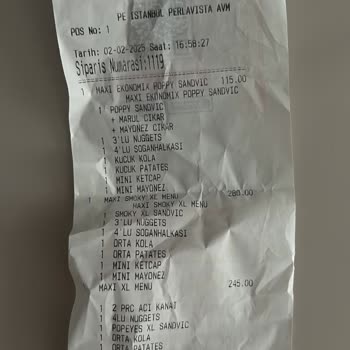 PE ISTANBUL PERLAVISTA AVM
POS No: 1
Tarih: 02-02-2025 Saat: 16:58:27
Siparis Numarasi:1119
1 MAXI EKONOMIK POPPY SANDVIC 115.00
MAXI EKONOMIK POPPY SANDVIC
1 POPPY SANDVIC
+ MARUL CIKAR
+ MAYONEZ CIKAR
1 3'LU NUGGETS
1 4'LU SOGANHALKASI
1 KUCUK KOLA
1 KUCUK PATATES
1 MINI KETCAP
1 MINI MAYONEZ
1 MAXI SMOKY XL MENU 280.00
MAXI SMOKY XL MENU
1 SMOKY XL SANDVIC
1 3'LU NUGGETS
1 4 LU SOGANHALKASI
1 ORTA KOLA
1 ORTA PATATES
1 MINI KETCAP
1 MINI MAYONEZ
MAXI XL MENU 245.00
1 2 PRC ACI KANAT
1 4LU NUGGETS
1 POPEYES XL SANDVIC
1 ORTA KOLA
1 ORTA PATATES